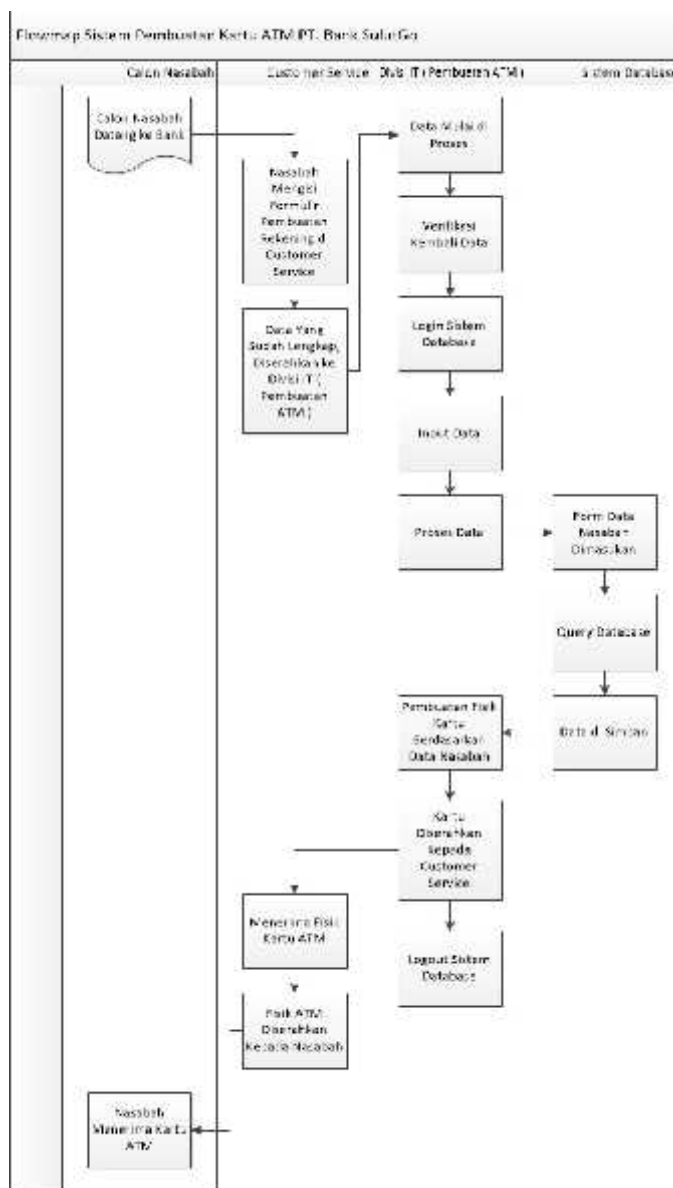 Flowmap Sistem Pembuatan Kartu ATM PT. Bank SulutGo
Calon Nasabah
Customer Service
Divisi IT ( Pembuatan ATM )
Sistem Database
Calon Nasabah
Datang ke Bank
Nasabah
Mengisi
Formulir
Pembuatan
Rekening di
Customer
Service
Data Yang
Sudah Lengkap,
Diserahkan ke
Divisi IT (
Pembuatan
ATM )
Data Mulai di
Proses
Verifikasi
Kembali Data
Login Sistem
Database
Input Data
Proses Data
Form Data
Nasabah
Dimasukan
Query Database
Data di Simpan
Pembuatan Fisik
Kartu
Berdasarkan
Data Nasabah
Kartu
Diserahkan
kepada
Customer
Service
Logout Sistem
Database
Menerima Fisik
Kartu ATM
Fisik ATM
Diserahkan
Kepada Nasabah
Nasabah
Menerima Kartu
ATM